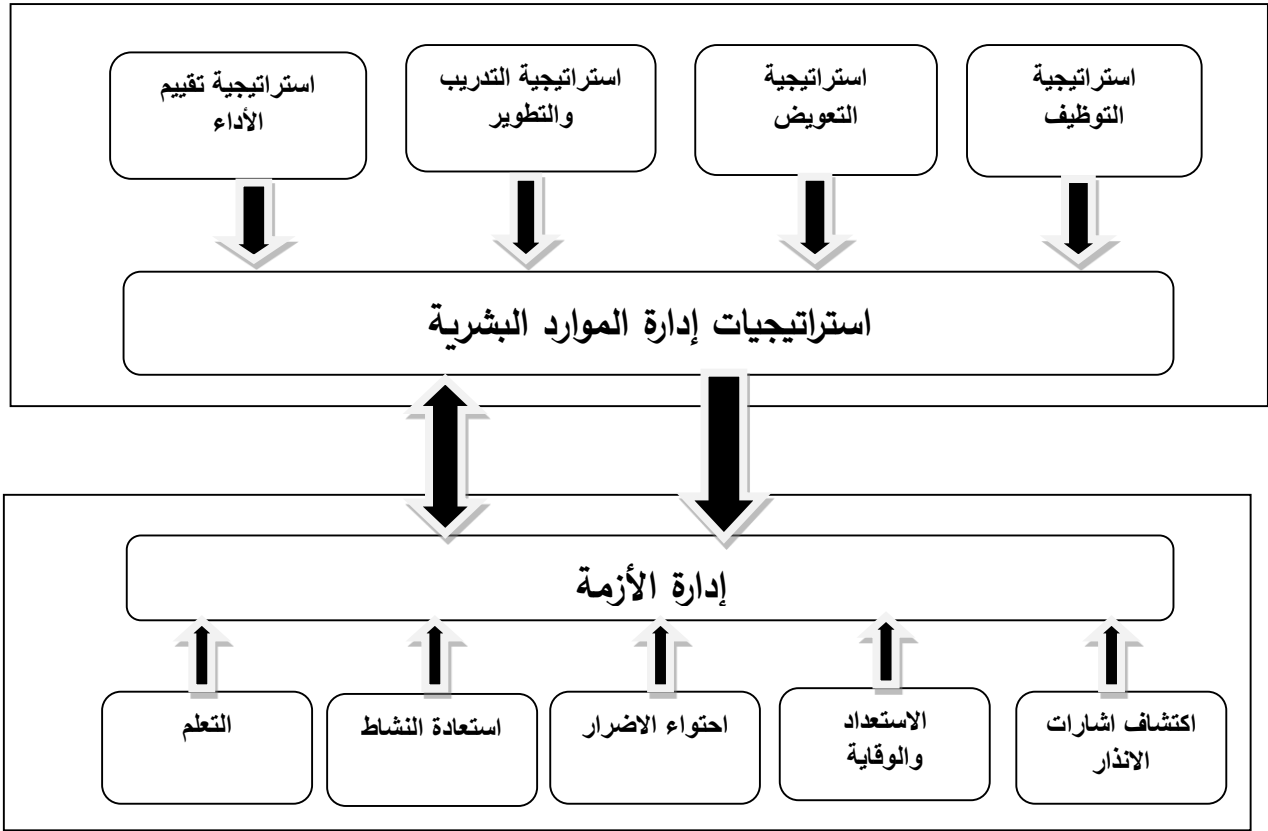 استراتيجية
التوظيف
استراتيجية
التعويض
استراتيجية التدريب
والتطوير
استراتيجية تقييم
الأداء
استراتيجيات إدارة الموارد البشرية
إدارة الأزمة
اكتشاف اشارات
الانذار
الاستعداد
والوقاية
احتواء الاضرار
استعادة النشاط
التعلم